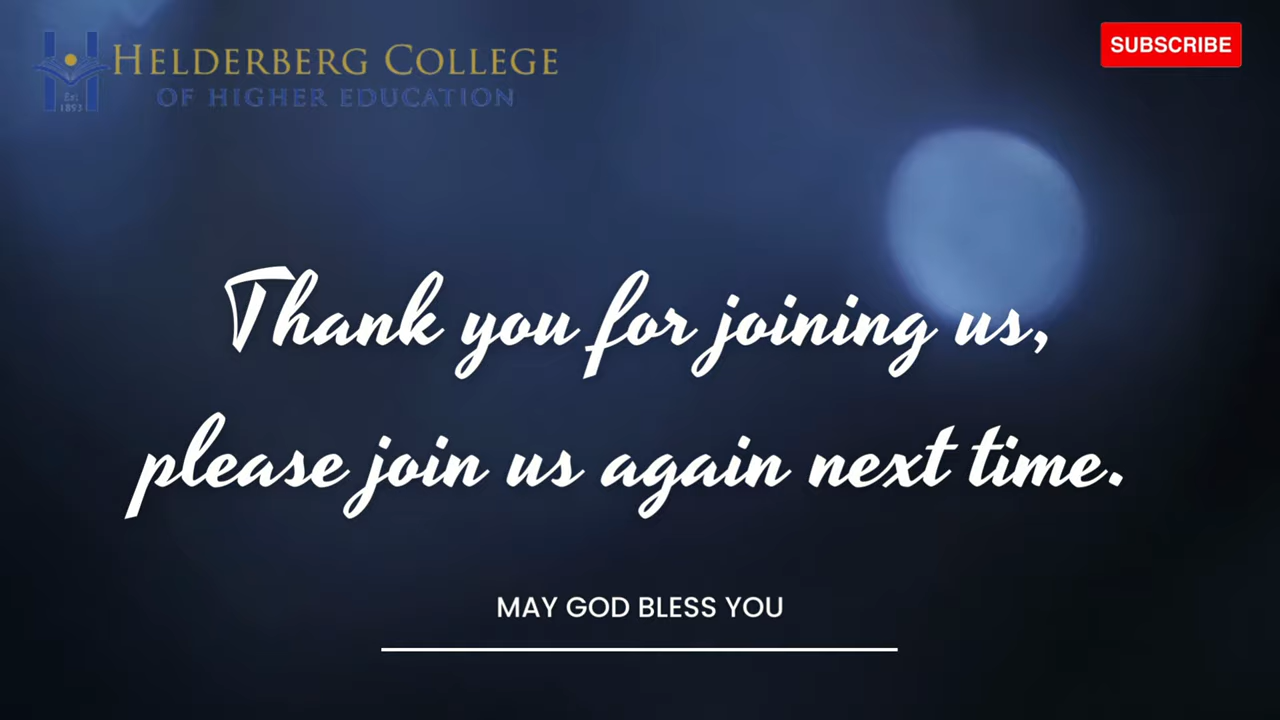 HELDERBERG COLLEGE
OF HIGHER EDUCATION
Est
1893
SUBSCRIBE
Thank you for joining us,
please join us again next time.
MAY GOD BLESS YOU